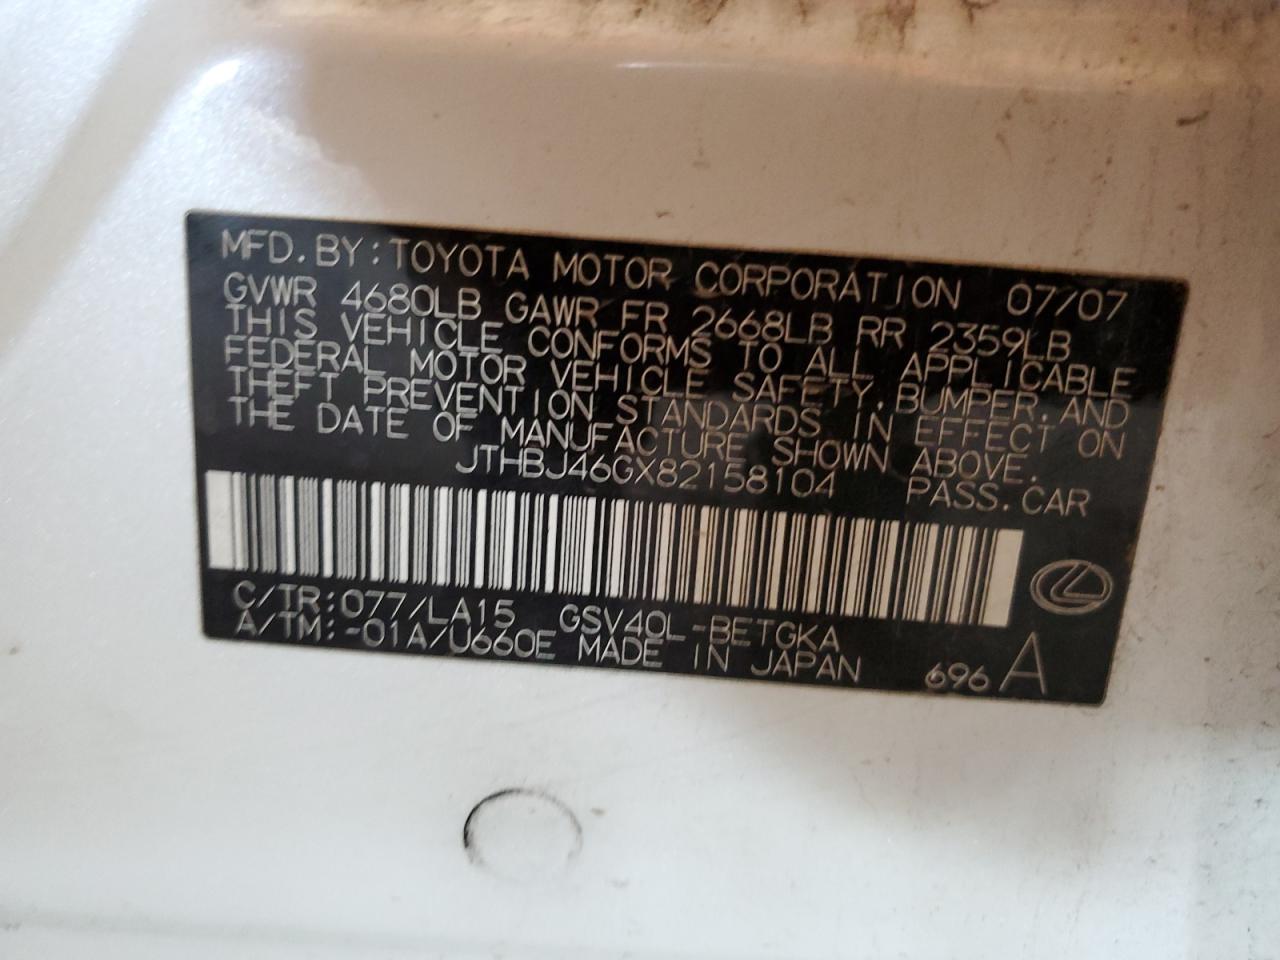 MFD. BY: TOYOTA MOTOR CORPORATION 07/07
GVWR 4680LB GAWR FR 2668LB RR 2359LB
THIS VEHICLE CONFORMS TO ALL APPLICABLE
FEDERAL MOTOR VEHICLE SAFETY, BUMPER, AND
THEFT PREVENTION STANDARDS IN EFFECT ON
THE DATE OF MANUFACTURE SHOWN ABOVE.
JTHBJ46GX82158104 PASS. CAR
C/TR: 077/LA15 GSV40L-BETGKA
A/TM: -01A/U660E MADE IN JAPAN 696 A